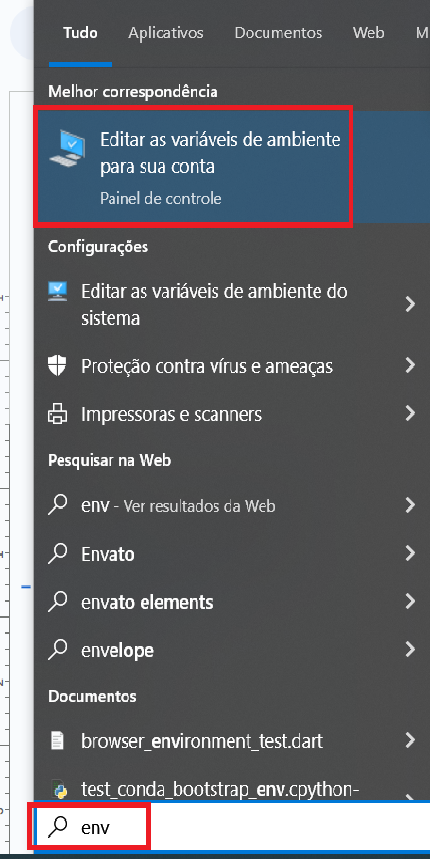 Tudo Aplicativos Documentos Web M
Melhor correspondência
Editar as variáveis de ambiente
para sua conta
Painel de controle
Configurações
Editar as variáveis de ambiente do
sistema
Proteção contra vírus e ameaças
Impressoras e scanners
Pesquisar na Web
env - Ver resultados da Web
Envato
envato elements
envelope
Documentos
browser_environment_test.dart
test_conda_bootstrap_env.cpython-
env